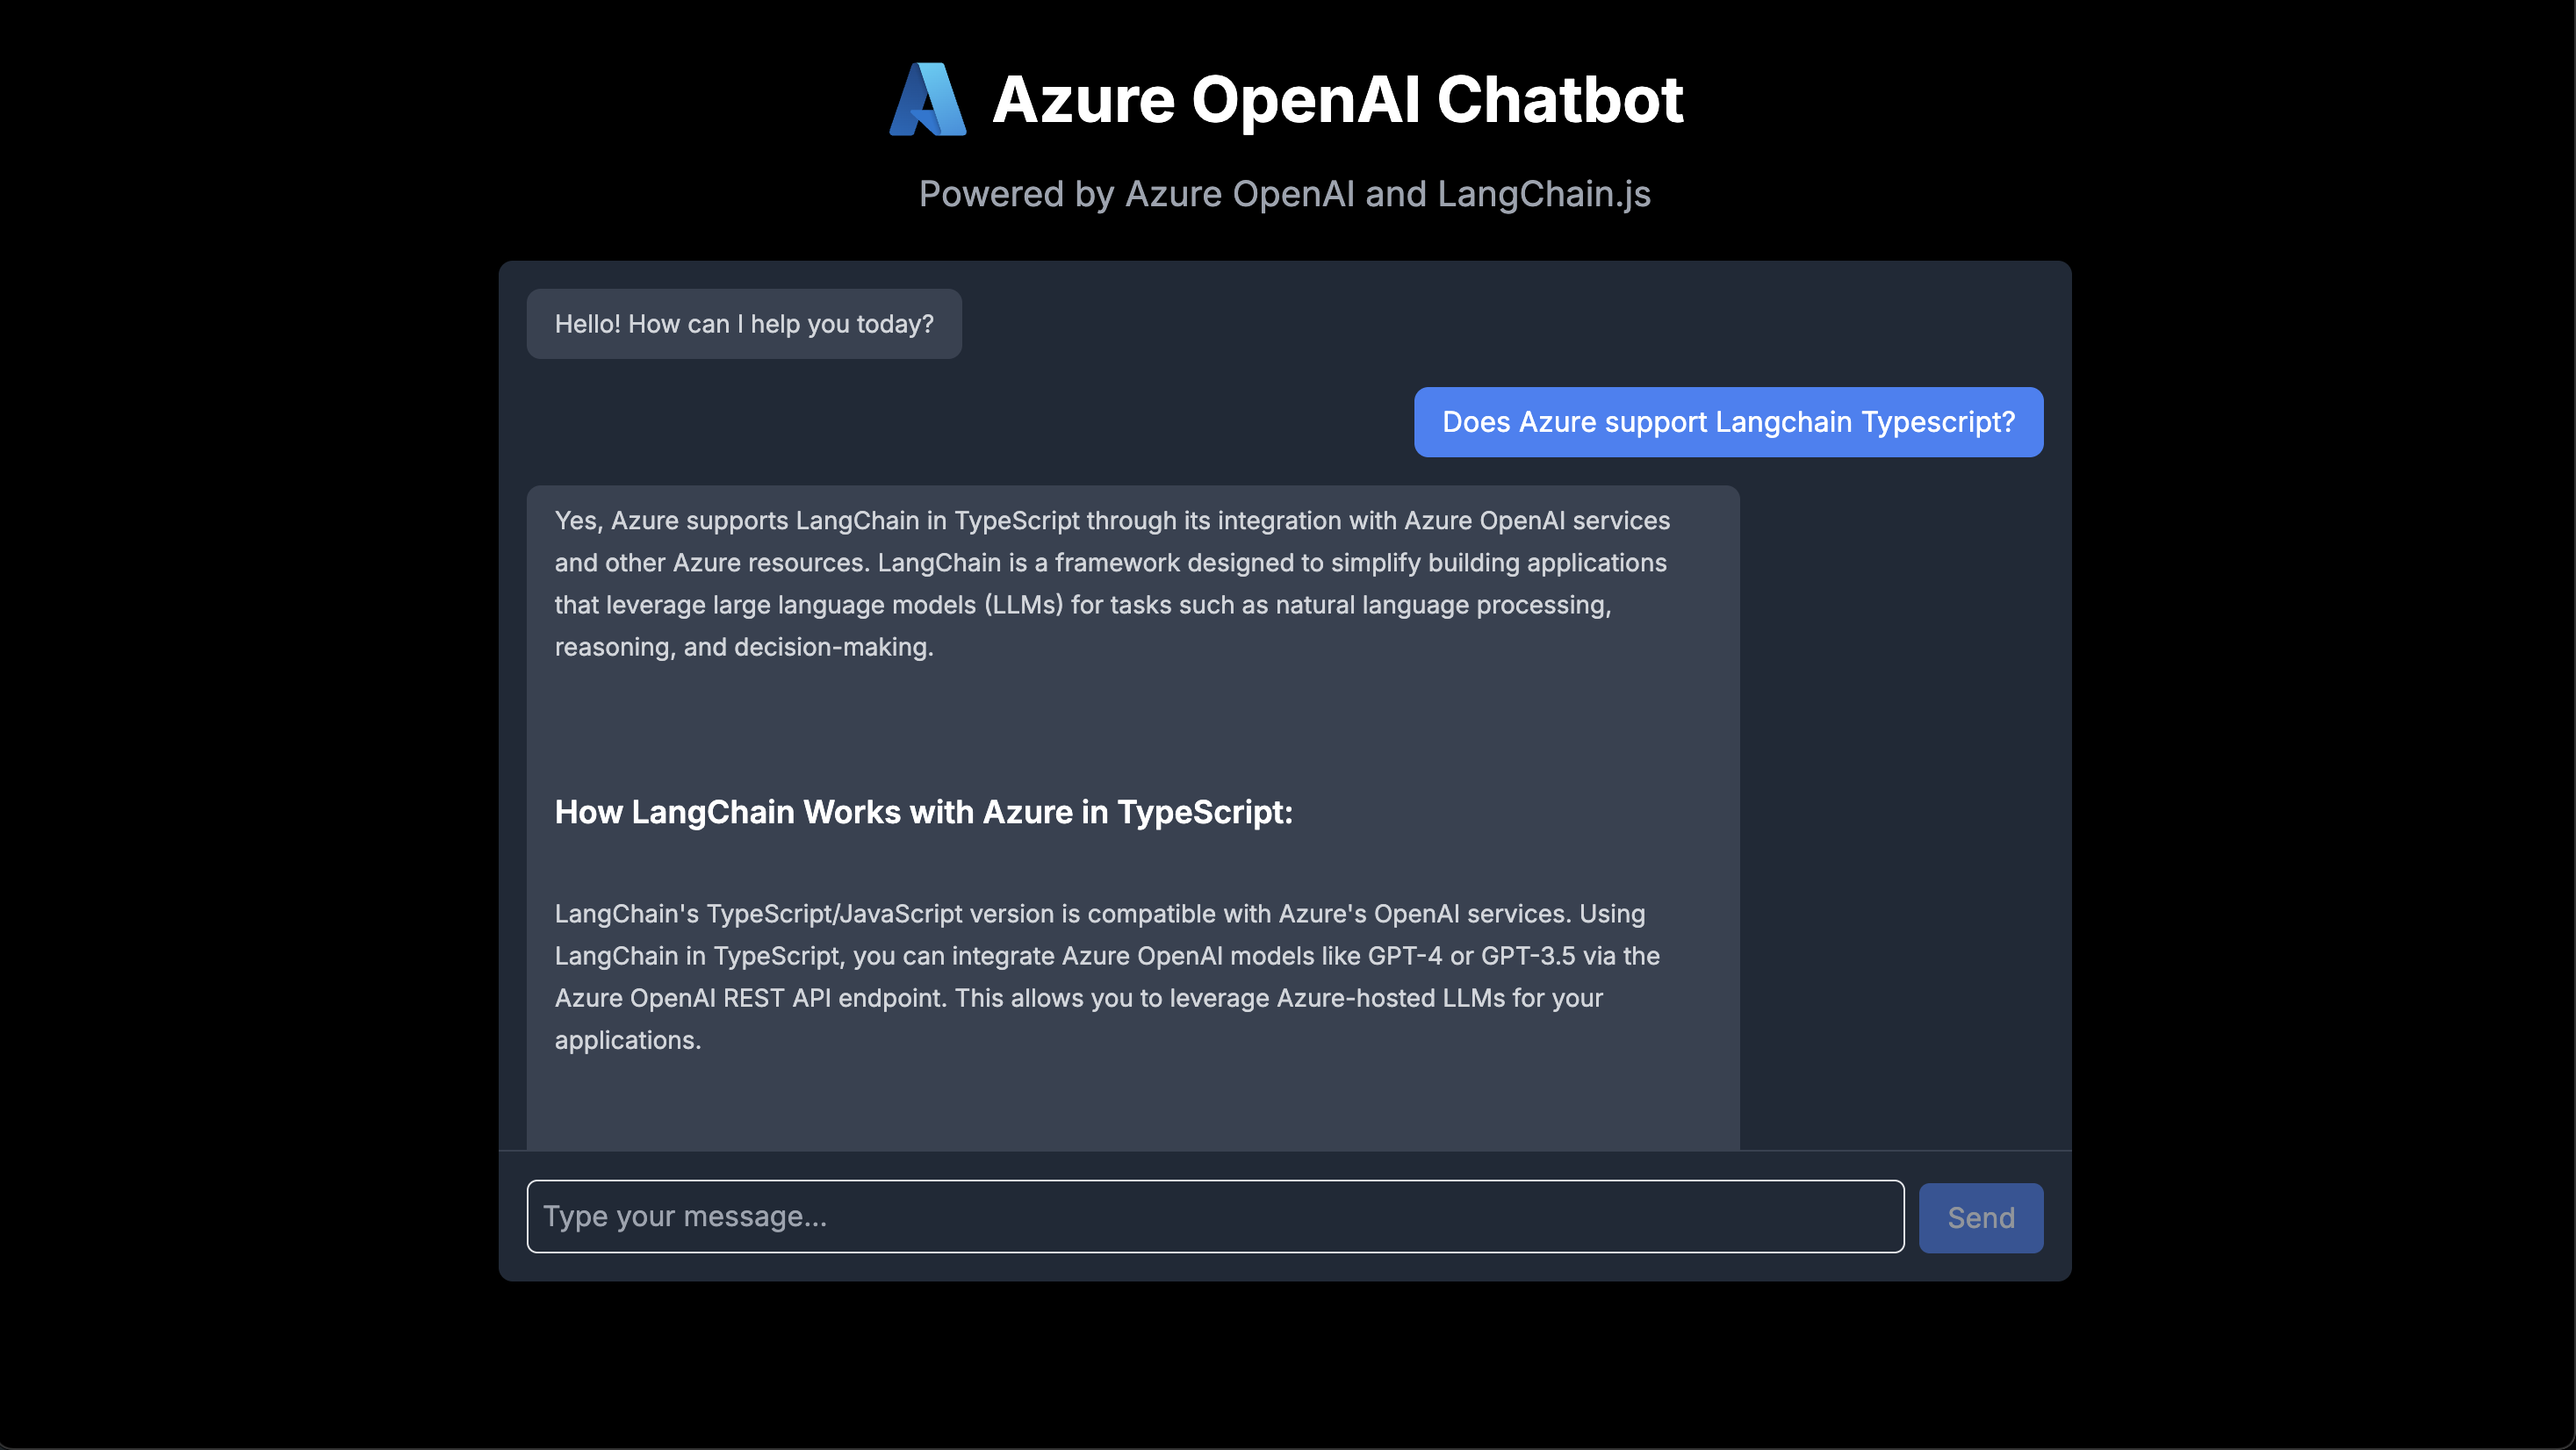 Azure OpenAI Chatbot
Powered by Azure OpenAI and LangChain.js
Hello! How can I help you today?
Does Azure support Langchain Typescript?
Yes, Azure supports LangChain in TypeScript through its integration with Azure OpenAI services
and other Azure resources. LangChain is a framework designed to simplify building applications
that leverage large language models (LLMs) for tasks such as natural language processing,
reasoning, and decision-making.
How LangChain Works with Azure in TypeScript:
LangChain's TypeScript/JavaScript version is compatible with Azure's OpenAI services. Using
LangChain in TypeScript, you can integrate Azure OpenAI models like GPT-4 or GPT-3.5 via the
Azure OpenAI REST API endpoint. This allows you to leverage Azure-hosted LLMs for your
applications.
Type your message...
Send